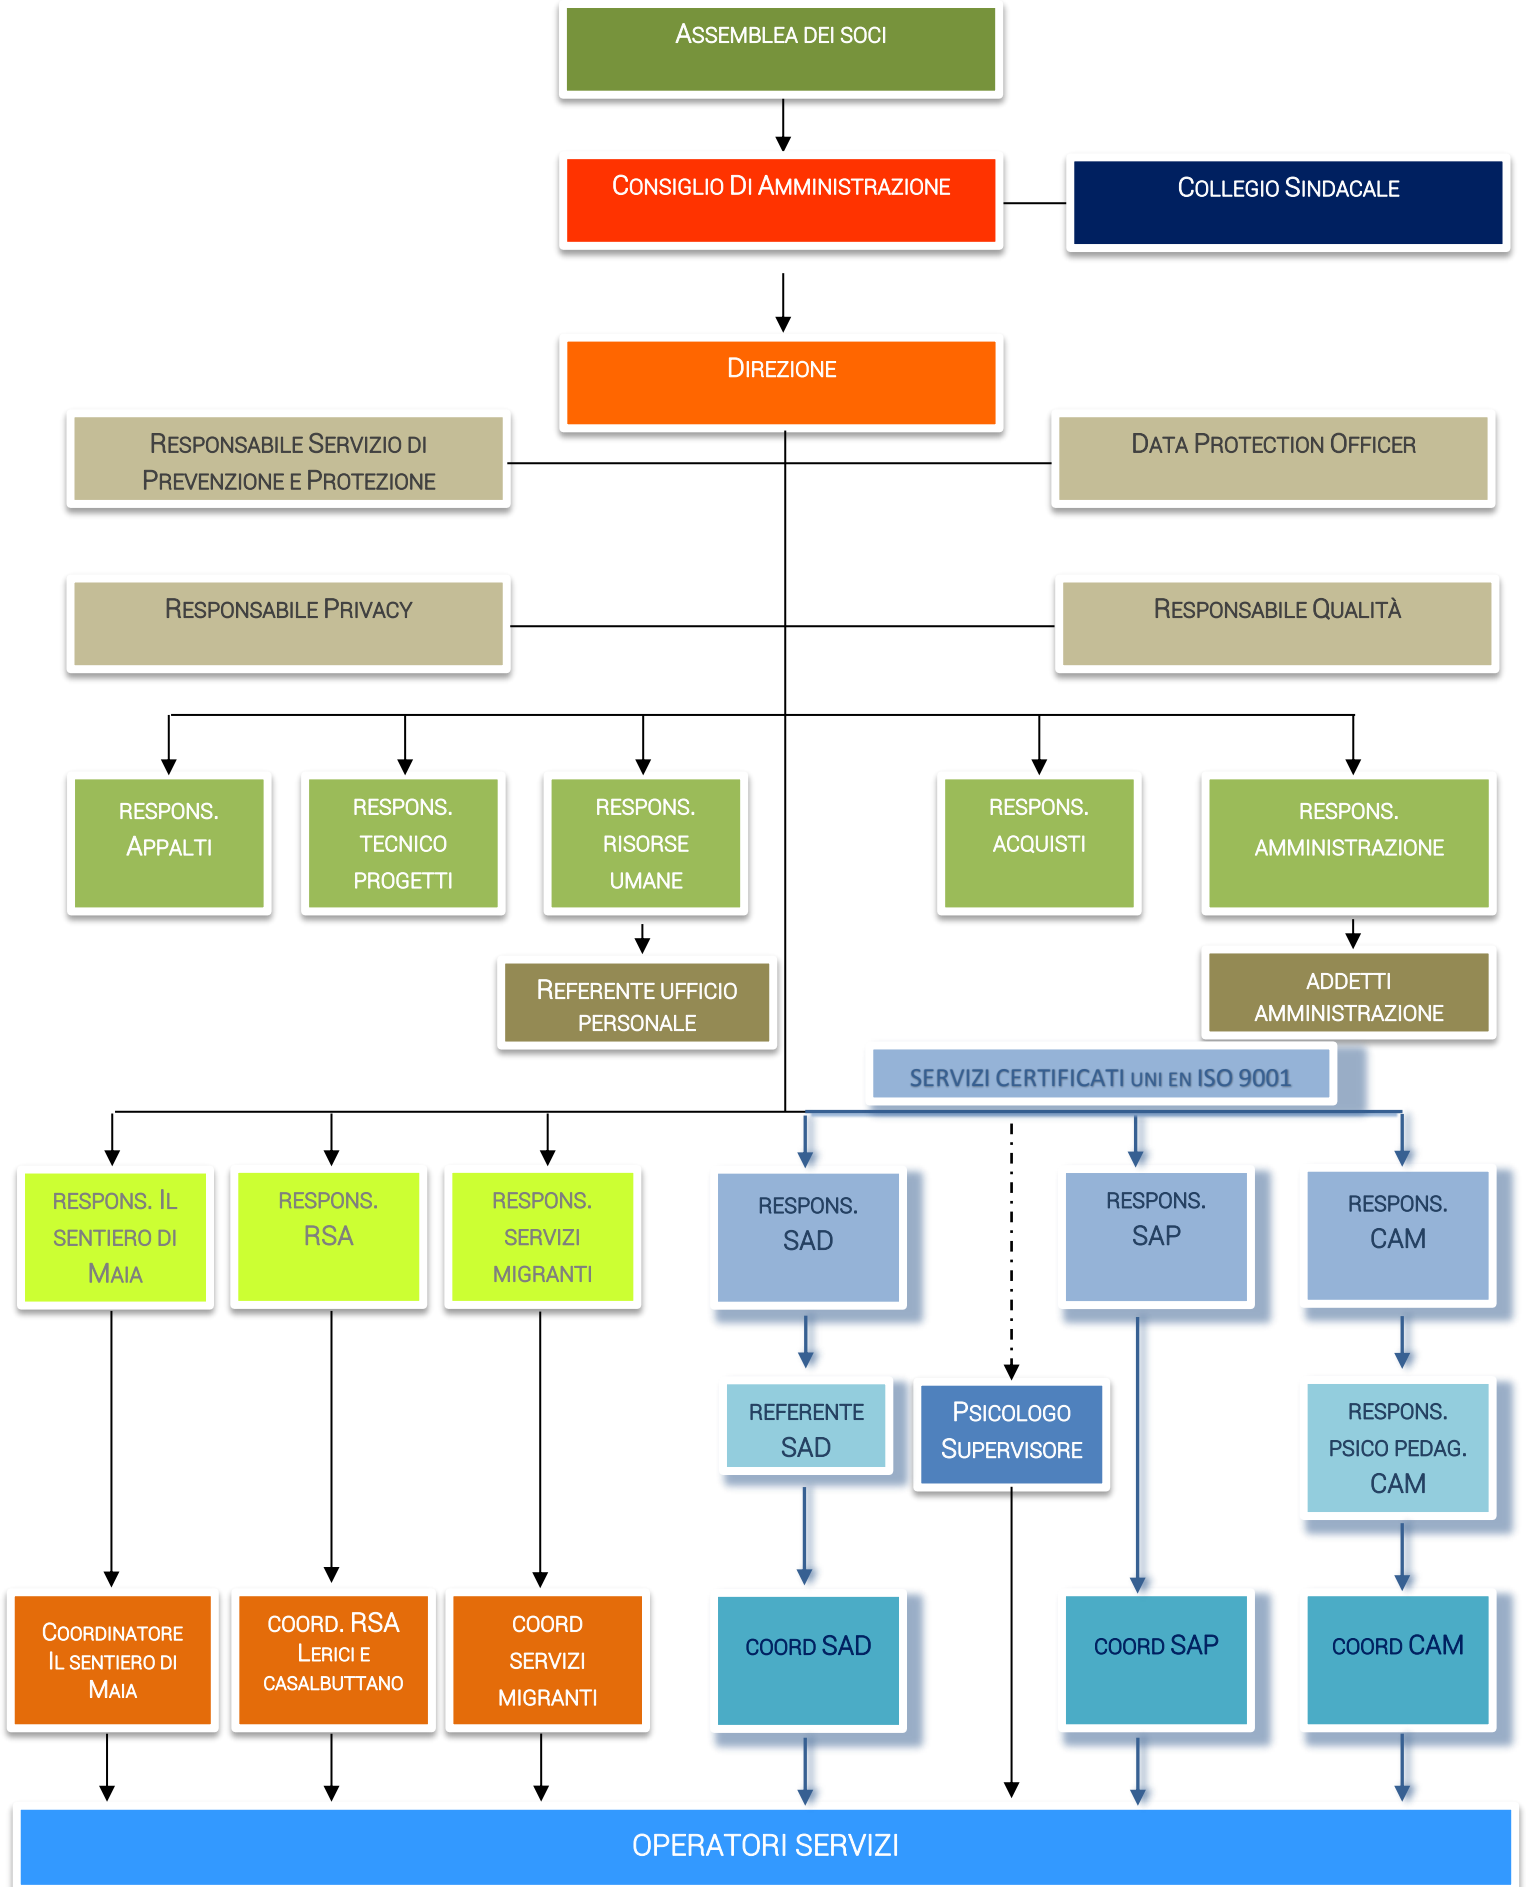 Assemblea dei soci
Consiglio Di Amministrazione
Collegio Sindacale
Direzione
Responsabile Servizio di
Prevenzione e Protezione
Data Protection Officer
Responsabile Privacy
Responsabile Qualità
respons.
Appalti
respons.
tecnico
progetti
respons.
risorse
umane
respons.
acquisti
respons.
amministrazione
Referente ufficio
personale
addetti
amministrazione
SERVIZI CERTIFICATI uni en ISO 9001
respons. Il
sentiero di
Maia
respons.
RSA
respons.
servizi
migranti
respons.
SAD
respons.
SAP
respons.
CAM
referente
SAD
Psicologo
Supervisore
respons.
psico pedag.
CAM
Coordinatore
Il sentiero di
Maia
coord. RSA
Lerici e
casalbuttano
coord
servizi
migranti
coord SAD
coord SAP
coord CAM
OPERATORI SERVIZI